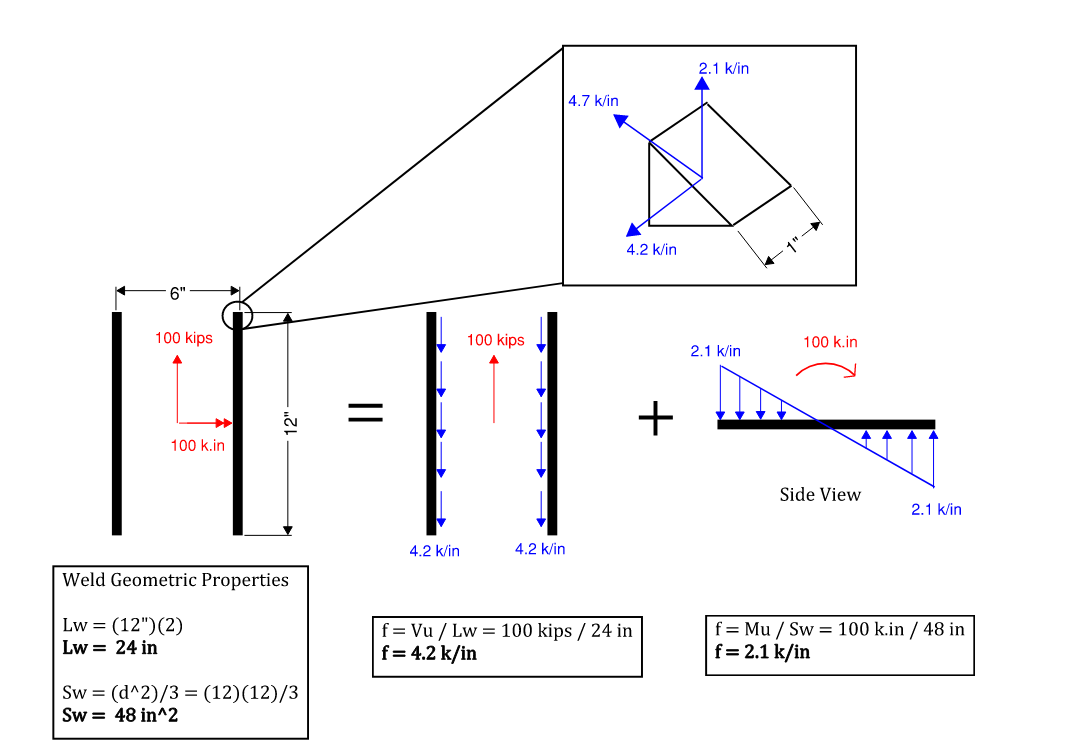 2.1 k/in
4.7 k/in
4.2 k/in
1"
6"
100 kips
100 k.in
12"
=
100 kips
4.2 k/in
4.2 k/in
+
2.1 k/in
100 k.in
Side View
2.1 k/in
Weld Geometric Properties
Lw = (12")(2)
Lw = 24 in
Sw = (d^2)/3 = (12)(12)/3
Sw = 48 in^2
f = Vu / Lw = 100 kips / 24 in
f = 4.2 k/in
f = Mu / Sw = 100 k.in / 48 in
f = 2.1 k/in